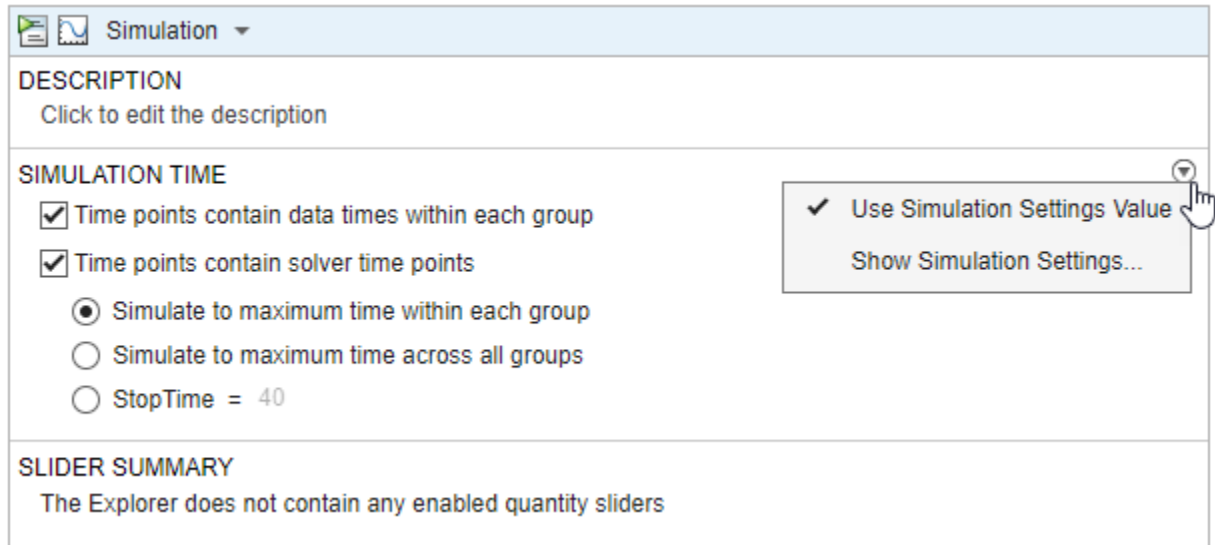 Simulation
DESCRIPTION
Click to edit the description
SIMULATION TIME
Time points contain data times within each group
Use Simulation Settings Value
Time points contain solver time points
Show Simulation Settings...
Simulate to maximum time within each group
Simulate to maximum time across all groups
StopTime = 40
SLIDER SUMMARY
The Explorer does not contain any enabled quantity sliders